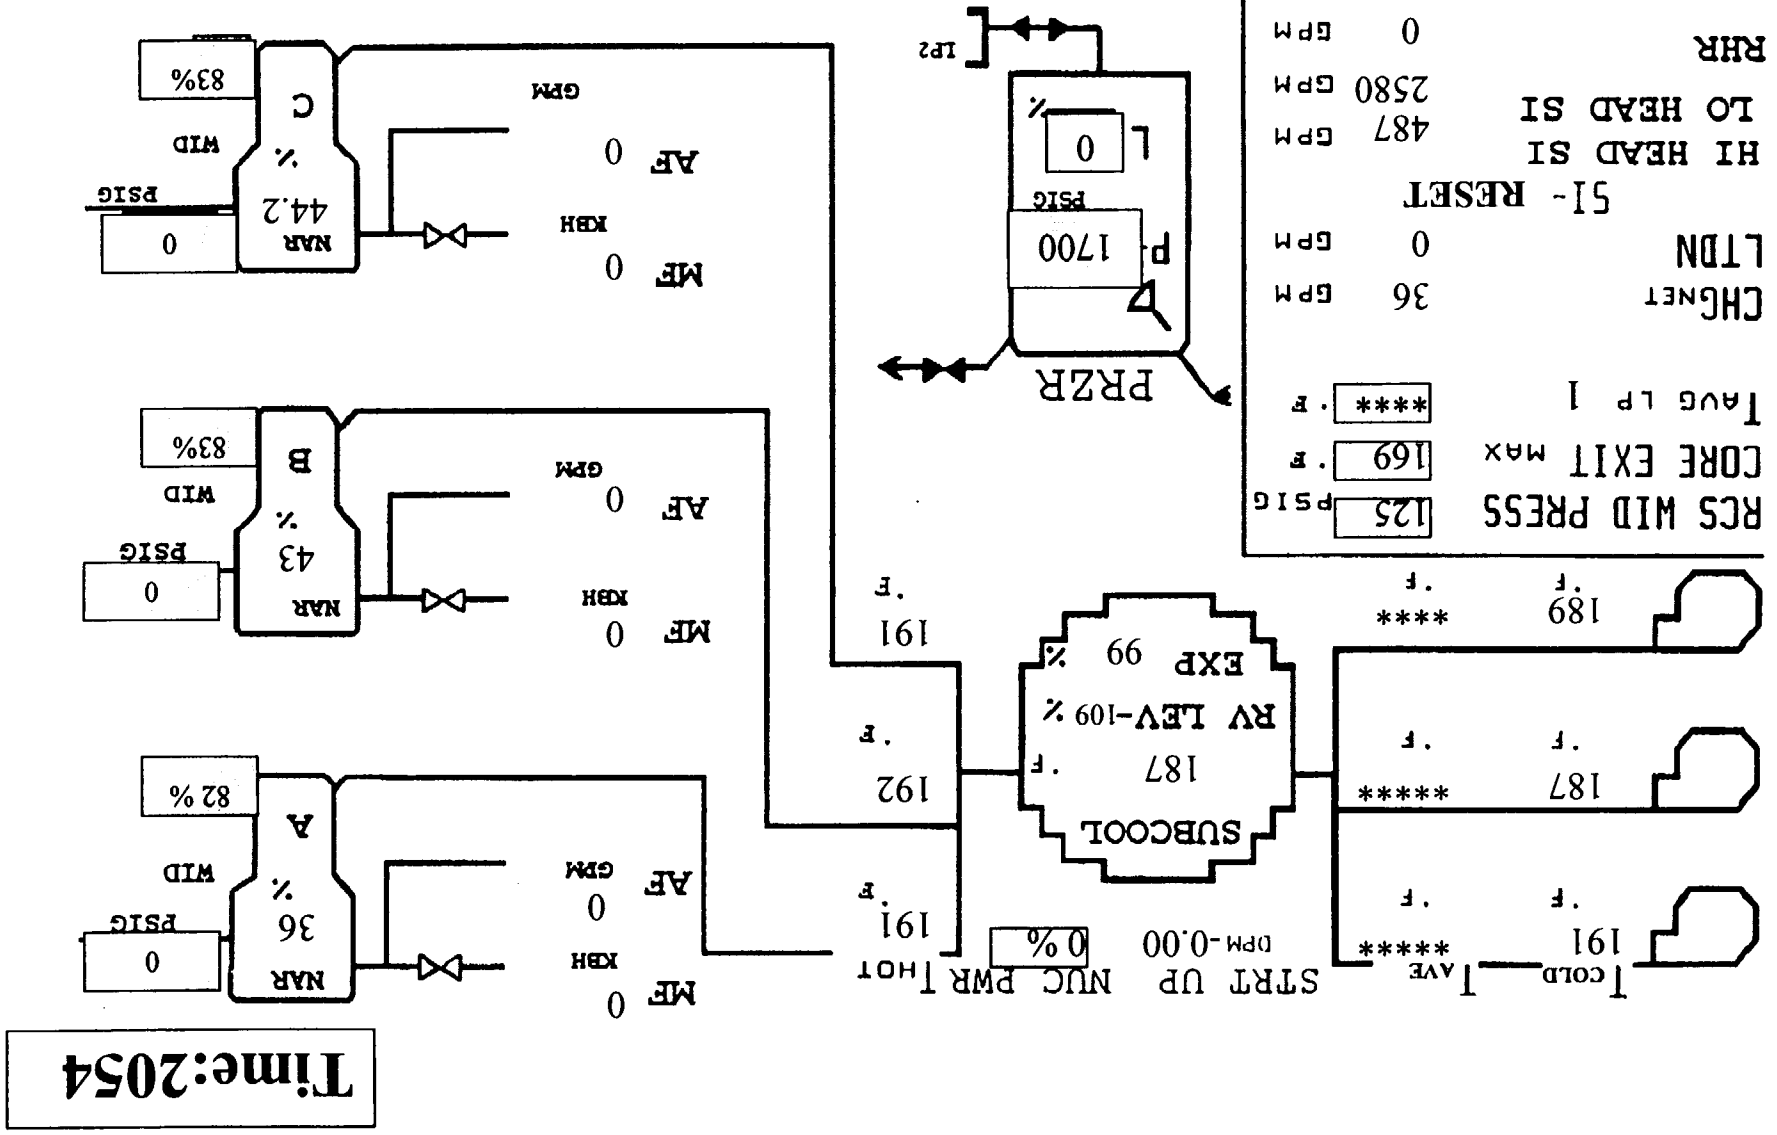 Time:2054
TCOLD TAVE STRT UP NUC PWR THOT
DPM -0.00 0 %
191 ***** 191
°F °F °F
MF 0 KBH
NAR
36
%
0
PSIG
AF 0 GPM
WID
A
82 %
SUBCOOL
187 °F
RV LEV-109 %
EXP 99 %
187 *****
°F °F
192
°F
189 ****
°F °F
191
°F
MF 0 KBH
NAR
43
%
0
PSIG
AF 0 GPM
WID
B
83%
RCS WID PRESS 125 PSIG
CORE EXIT MAX 169 °F
TAVG LP 1 **** °F
CHGNET 36 GPM
LTDN 0 GPM
SI- RESET
HI HEAD SI 487 GPM
LO HEAD SI 2580 GPM
RHR 0 GPM
PRZR
P- 1700
PSIG
L 0
%
LP2
MF 0 KBH
NAR
44.2
%
0
PSIG
AF 0
GPM
WID
C
83%